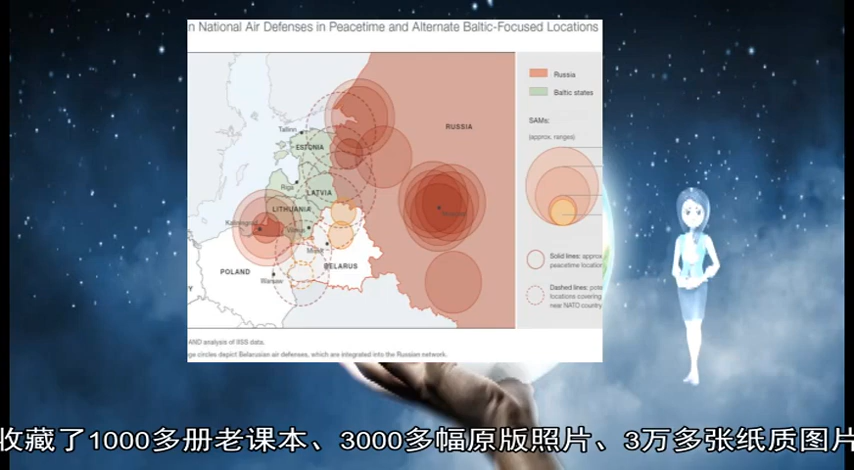 n National Air Defenses in Peacetime and Alternate Baltic-Focused Locations
Russia
Baltic states
SAMs:
(approx. ranges)
RUSSIA
Tallinn
ESTONIA
Riga
LATVIA
LITHUANIA
Kaliningrad
Vilnius
Minsk
BELARUS
POLAND
Warsaw
Solid lines: approx
peacetime location
Dashed lines: pote
locations covering
near NATO country
AND analysis of IISS data.
ge circles depict Belarusian air defenses, which are integrated into the Russian network.
收藏了1000多册老课本、3000多幅原版照片、3万多张纸质图片